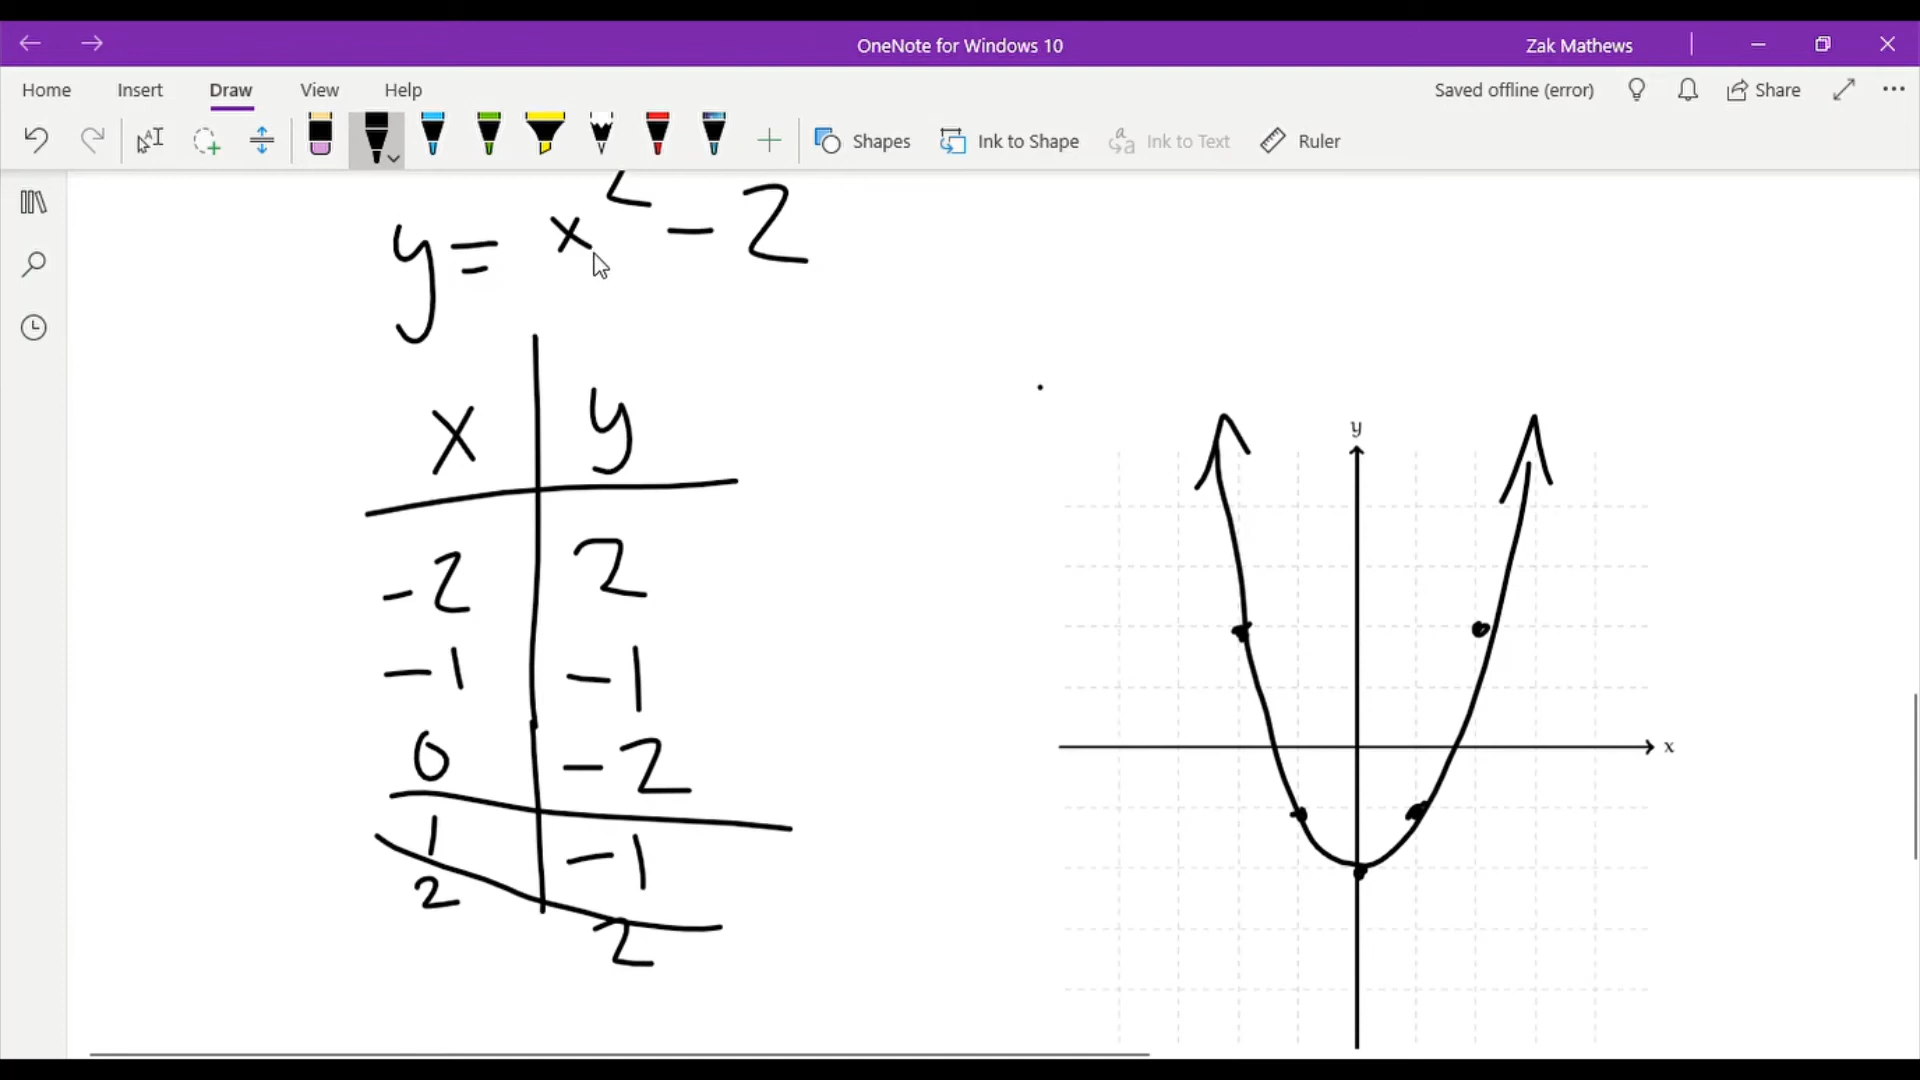 OneNote for Windows 10 Zak Mathews
Home Insert Draw View Help Saved offline (error) Share
Shapes Ink to Shape Ink to Text Ruler
y = x² - 2
x y
-2 2
-1 -1
0 -2
1 -1
2 2
y
x